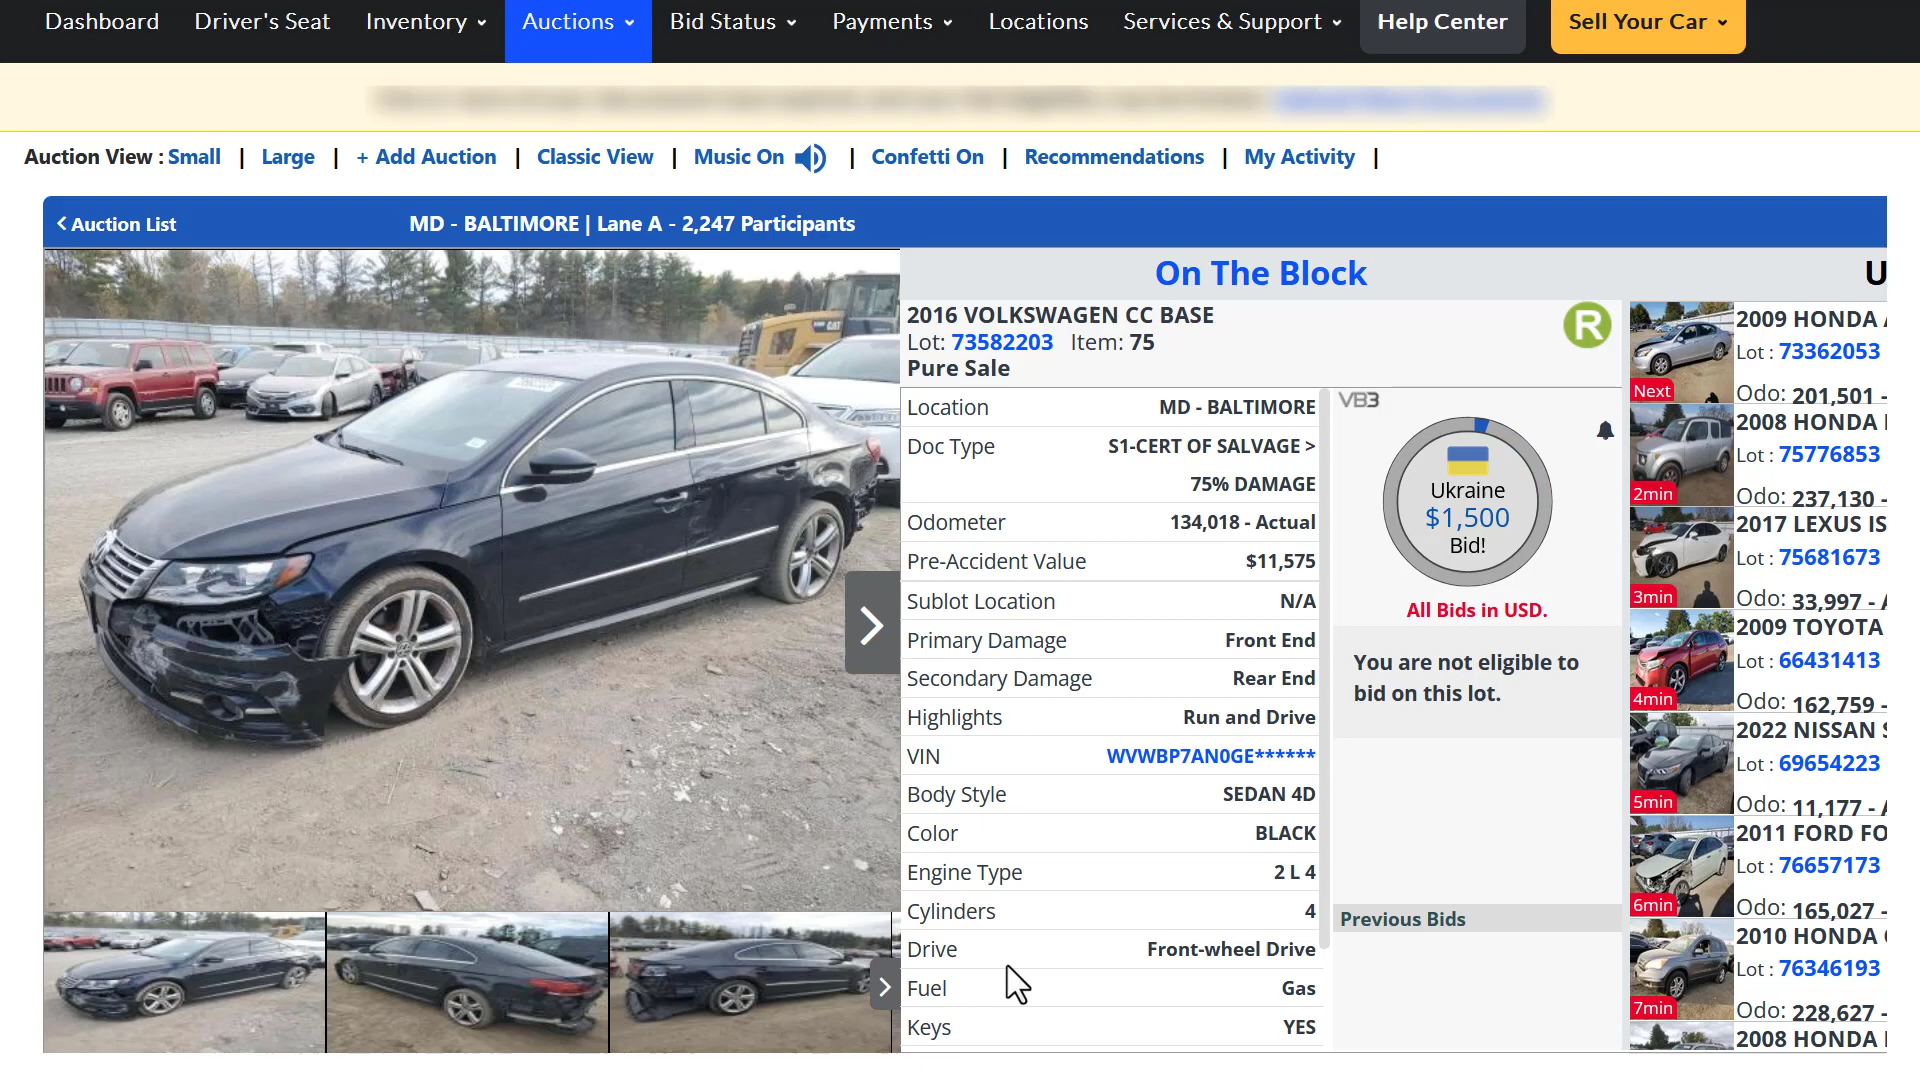 Dashboard Driver's Seat Inventory Auctions Bid Status Payments Locations Services & Support Help Center Sell Your Car
Auction View : Small | Large | + Add Auction | Classic View | Music On | Confetti On | Recommendations | My Activity |
< Auction List MD - BALTIMORE | Lane A - 2,247 Participants
On The Block
U
2016 VOLKSWAGEN CC BASE
Lot: 73582203 Item: 75
Pure Sale
R
Location MD - BALTIMORE
Doc Type S1-CERT OF SALVAGE >
75% DAMAGE
Odometer 134,018 - Actual
Pre-Accident Value $11,575
Sublot Location N/A
Primary Damage Front End
Secondary Damage Rear End
Highlights Run and Drive
VIN WVWBP7AN0GE******
Body Style SEDAN 4D
Color BLACK
Engine Type 2 L 4
Cylinders 4
Drive Front-wheel Drive
Fuel Gas
Keys YES
VB3
Ukraine
$1,500
Bid!
All Bids in USD.
You are not eligible to
bid on this lot.
Previous Bids
2009 HONDA
Lot : 73362053
Next
Odo: 201,501 -
2008 HONDA
Lot : 75776853
2min
Odo: 237,130 -
2017 LEXUS IS
Lot : 75681673
3min
Odo: 33,997 - A
2009 TOYOTA
Lot : 66431413
4min
Odo: 162,759 -
2022 NISSAN S
Lot : 69654223
5min
Odo: 11,177 - A
2011 FORD FO
Lot : 76657173
6min
Odo: 165,027 -
2010 HONDA
Lot : 76346193
7min
Odo: 228,627 -
2008 HONDA
CAT